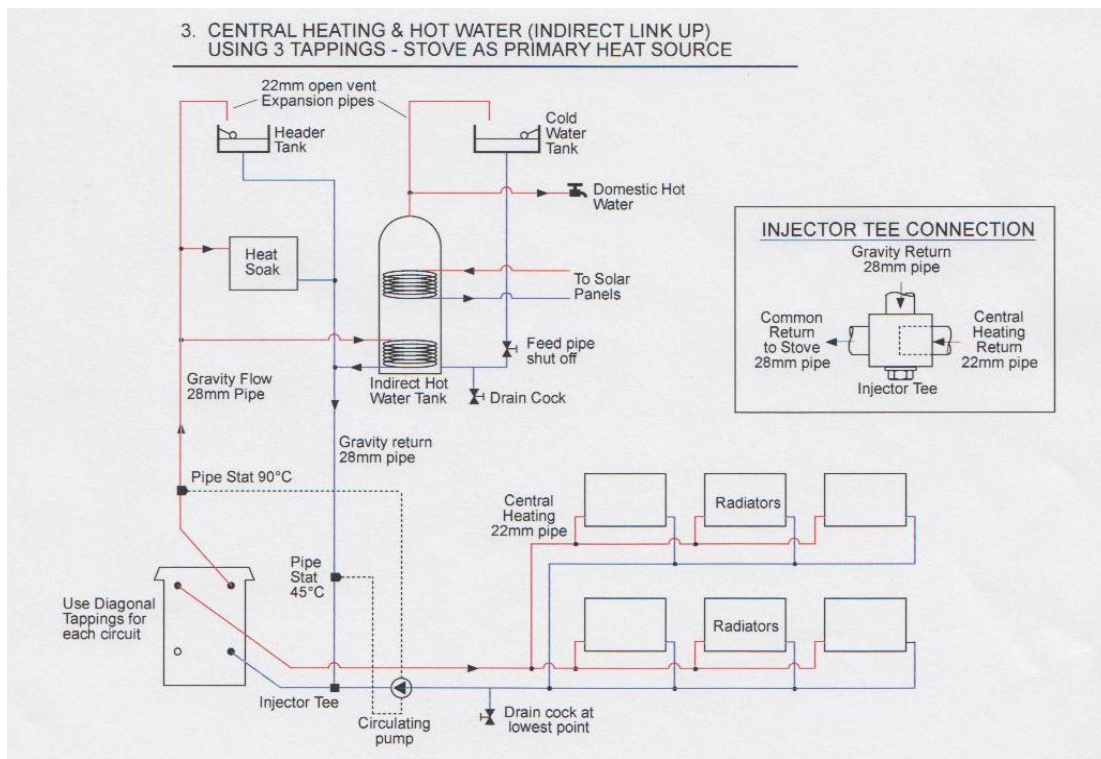 3. CENTRAL HEATING & HOT WATER (INDIRECT LINK UP)
USING 3 TAPPINGS - STOVE AS PRIMARY HEAT SOURCE
22mm open vent
Expansion pipes
Header
Tank
Cold
Water
Tank
Domestic Hot
Water
Heat
Soak
To Solar
Panels
Feed pipe
shut off
Gravity Flow
28mm Pipe
Indirect Hot
Water Tank
Drain Cock
INJECTOR TEE CONNECTION
Gravity Return
28mm pipe
Common
Return
to Stove
28mm pipe
Central
Heating
Return
22mm pipe
Injector Tee
Gravity return
28mm pipe
Pipe Stat 90°C
Central
Heating
22mm pipe
Radiators
Pipe
Stat
45°C
Use Diagonal
Tappings for
each circuit
Radiators
Injector Tee
Circulating
pump
Drain cock at
lowest point